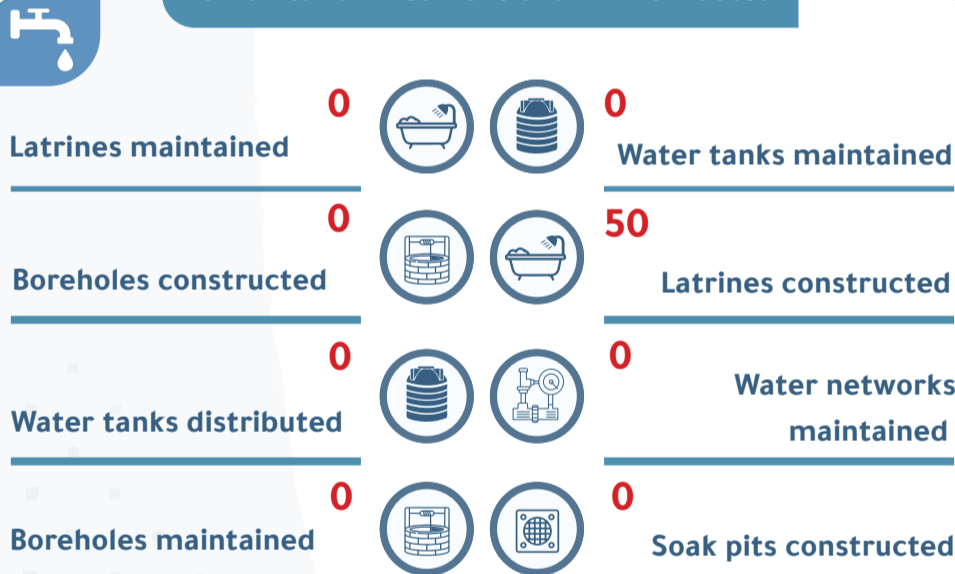 0
Latrines maintained
0
Water tanks maintained
0
Boreholes constructed
50
Latrines constructed
0
Water tanks distributed
0
Water networks
maintained
0
Boreholes maintained
0
Soak pits constructed